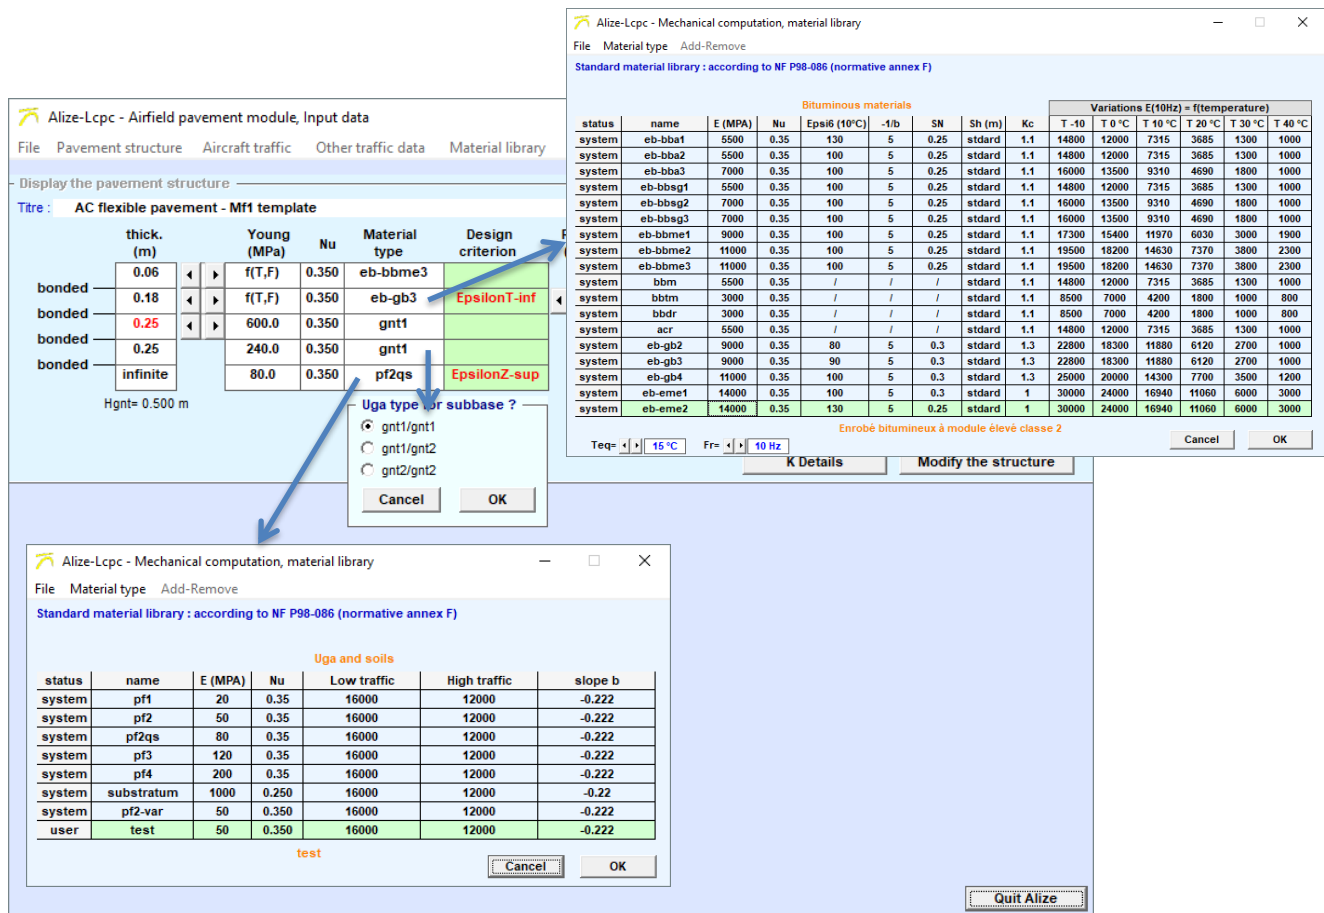 Alize-Lcpc - Mechanical computation, material library
File Material type Add-Remove
Standard material library : according to NF P98-086 (normative annex F)
Bituminous materials
Variations E(10Hz) = f(temperature)
status name E (MPA) Nu Epsi6 (10°C) -1/b SN Sh (m) Kc T -10 T 0 °C T 10 °C T 20 °C T 30 °C T 40 °C
system eb-bba1 5500 0.35 130 5 0.25 stdard 1.1 14800 12000 7315 3685 1300 1000
system eb-bba2 5500 0.35 100 5 0.25 stdard 1.1 14800 12000 7315 3685 1300 1000
system eb-bba3 7000 0.35 100 5 0.25 stdard 1.1 16000 13500 9310 4690 1800 1000
system eb-bbsg1 5500 0.35 100 5 0.25 stdard 1.1 14800 12000 7315 3685 1300 1000
system eb-bbsg2 7000 0.35 100 5 0.25 stdard 1.1 16000 13500 9310 4690 1800 1000
system eb-bbsg3 7000 0.35 100 5 0.25 stdard 1.1 16000 13500 9310 4690 1800 1000
system eb-bbme1 9000 0.35 100 5 0.25 stdard 1.1 17300 15400 11970 6030 3000 1900
system eb-bbme2 11000 0.35 100 5 0.25 stdard 1.1 19500 18200 14630 7370 3800 2300
system eb-bbme3 11000 0.35 100 5 0.25 stdard 1.1 19500 18200 14630 7370 3800 2300
system bbm 5500 0.35 / / / stdard 1.1 14800 12000 7315 3685 1300 1000
system bbtm 3000 0.35 / / / stdard 1.1 8500 7000 4200 1800 1000 800
system bbdr 3000 0.35 / / / stdard 1.1 8500 7000 4200 1800 1000 800
system acr 5500 0.35 / / / stdard 1.1 14800 12000 7315 3685 1300 1000
system eb-gb2 9000 0.35 80 5 0.3 stdard 1.3 22800 18300 11880 6120 2700 1000
system eb-gb3 9000 0.35 90 5 0.3 stdard 1.3 22800 18300 11880 6120 2700 1000
system eb-gb4 11000 0.35 100 5 0.3 stdard 1.3 25000 20000 14300 7700 3500 1200
system eb-eme1 14000 0.35 100 5 0.3 stdard 1 30000 24000 16940 11060 6000 3000
system eb-eme2 14000 0.35 130 5 0.25 stdard 1 30000 24000 16940 11060 6000 3000
Enrobé bitumineux à module élevé classe 2
Teq= 15 °C Fr= 10 Hz Cancel OK
Alize-Lcpc - Airfield pavement module, Input data
File Pavement structure Aircraft traffic Other traffic data Material library
Display the pavement structure
Titre : AC flexible pavement - Mf1 template
thick. (m) Young (MPa) Nu Material type Design criterion
0.06 f(T,F) 0.350 eb-bbme3
bonded
0.18 f(T,F) 0.350 eb-gb3 EpsilonT-inf
bonded
0.25 600.0 0.350 gnt1
bonded
0.25 240.0 0.350 gnt1
bonded
infinite 80.0 0.350 pf2qs EpsilonZ-sup
Hgnt= 0.500 m
K Details Modify the structure
Uga type for subbase ?
gnt1/gnt1
gnt1/gnt2
gnt2/gnt2
Cancel OK
Alize-Lcpc - Mechanical computation, material library
File Material type Add-Remove
Standard material library : according to NF P98-086 (normative annex F)
Uga and soils
status name E (MPA) Nu Low traffic High traffic slope b
system pf1 20 0.35 16000 12000 -0.222
system pf2 50 0.35 16000 12000 -0.222
system pf2qs 80 0.35 16000 12000 -0.222
system pf3 120 0.35 16000 12000 -0.222
system pf4 200 0.35 16000 12000 -0.222
system substratum 1000 0.250 16000 12000 -0.22
system pf2-var 50 0.350 16000 12000 -0.222
user test 50 0.350 16000 12000 -0.222
test
Cancel OK
Quit Alize